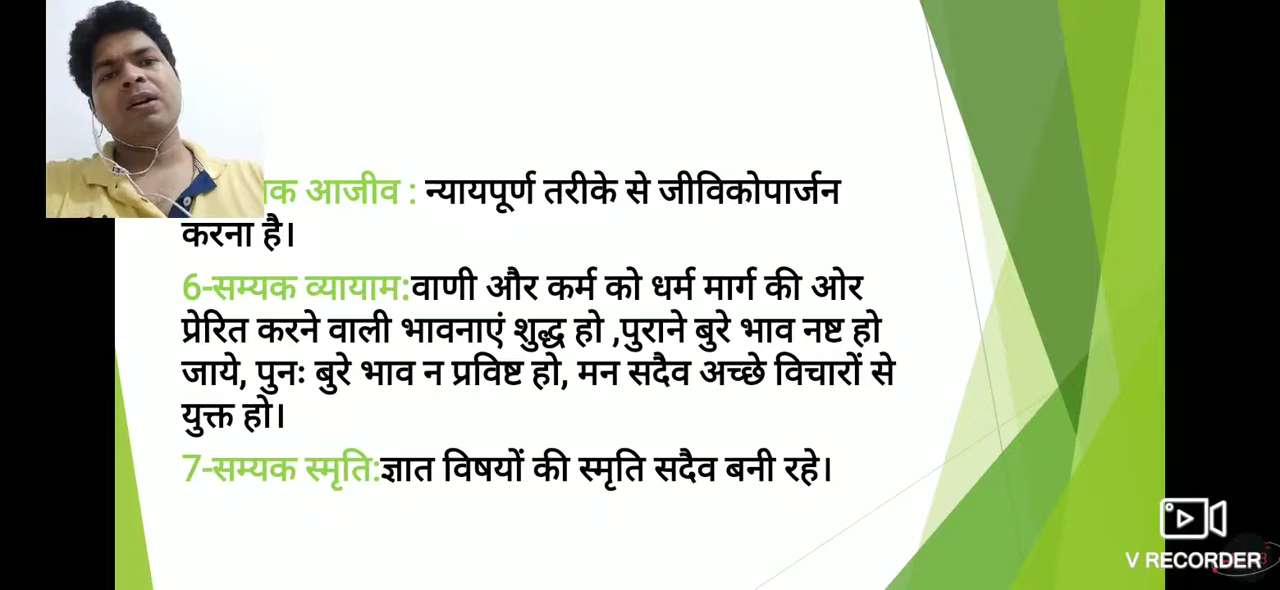 आजीव : न्यायपूर्ण तरीके से जीविकोपार्जन
करना है।
6-सम्यक व्यायाम:वाणी और कर्म को धर्म मार्ग की ओर
प्रेरित करने वाली भावनाएं शुद्ध हो ,पुराने बुरे भाव नष्ट हो
जाये, पुनः बुरे भाव न प्रविष्ट हो, मन सदैव अच्छे विचारों से
युक्त हो।
7-सम्यक स्मृति:ज्ञात विषयों की स्मृति सदैव बनी रहे।
V RECORDER